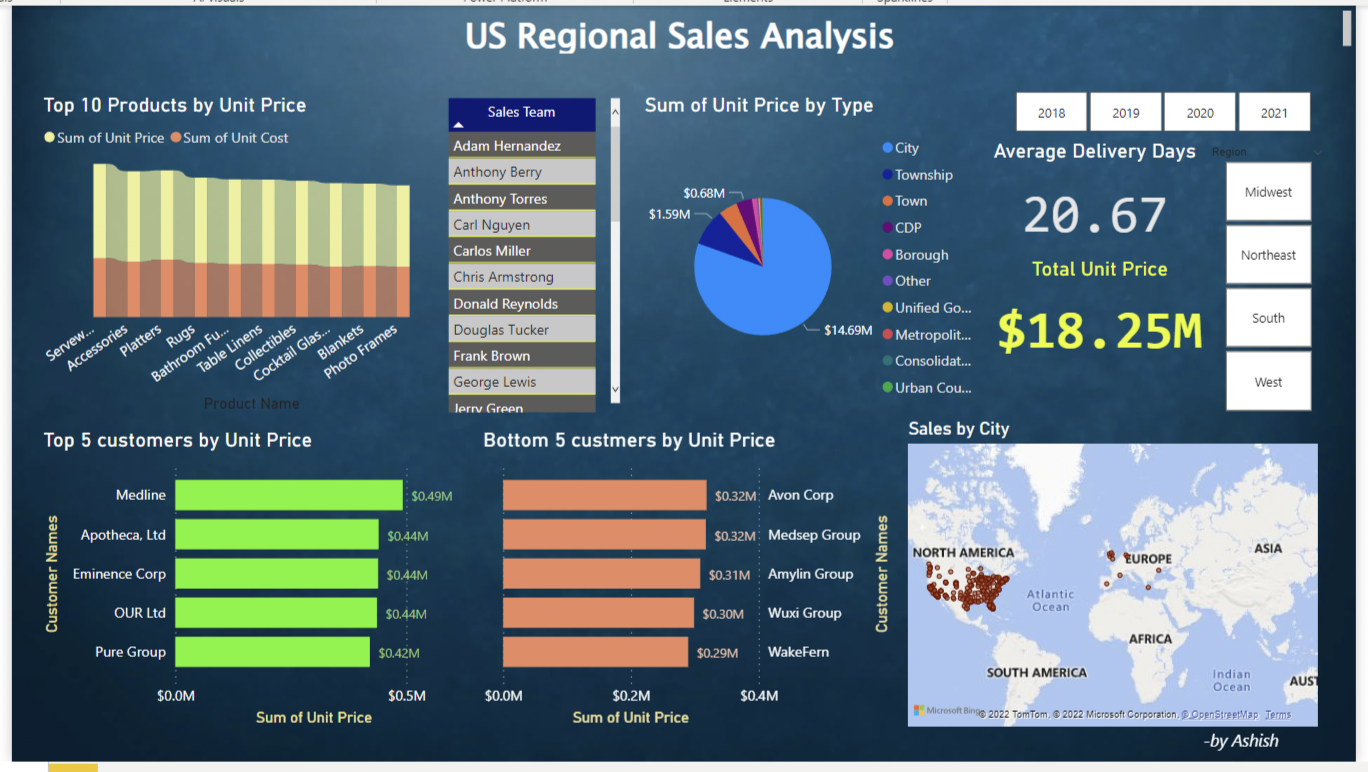 AI visuals
Power Platform
Elements
Sparklines
US Regional Sales Analysis
Top 10 Products by Unit Price
Sum of Unit Price
Sum of Unit Cost
Servew...
Accessories
Platters
Rugs
Bathroom Fu...
Table Linens
Collectibles
Cocktail Glas...
Blankets
Photo Frames
Product Name
Sales Team
Adam Hernandez
Anthony Berry
Anthony Torres
Carl Nguyen
Carlos Miller
Chris Armstrong
Donald Reynolds
Douglas Tucker
Frank Brown
George Lewis
Jerry Green
Sum of Unit Price by Type
$0.68M
$1.59M
$14.69M
City
Township
Town
CDP
Borough
Other
Unified Go...
Metropolit...
Consolidat...
Urban Cou...
2018
2019
2020
2021
Average Delivery Days
20.67
Total Unit Price
$18.25M
Region
Midwest
Northeast
South
West
Top 5 customers by Unit Price
Customer Names
Medline
$0.49M
Apotheca, Ltd
$0.44M
Eminence Corp
$0.44M
OUR Ltd
$0.44M
Pure Group
$0.42M
$0.0M
$0.5M
Sum of Unit Price
Bottom 5 custmers by Unit Price
$0.32M
Avon Corp
$0.32M
Medsep Group
$0.31M
Amylin Group
$0.30M
Wuxi Group
$0.29M
WakeFern
$0.0M
$0.2M
$0.4M
Sum of Unit Price
Customer Names
Sales by City
NORTH AMERICA
EUROPE
ASIA
Atlantic
Ocean
AFRICA
SOUTH AMERICA
Indian
Ocean
AUST
Microsoft Bing
© 2022 TomTom, © 2022 Microsoft Corporation, © OpenStreetMap Terms
-by Ashish